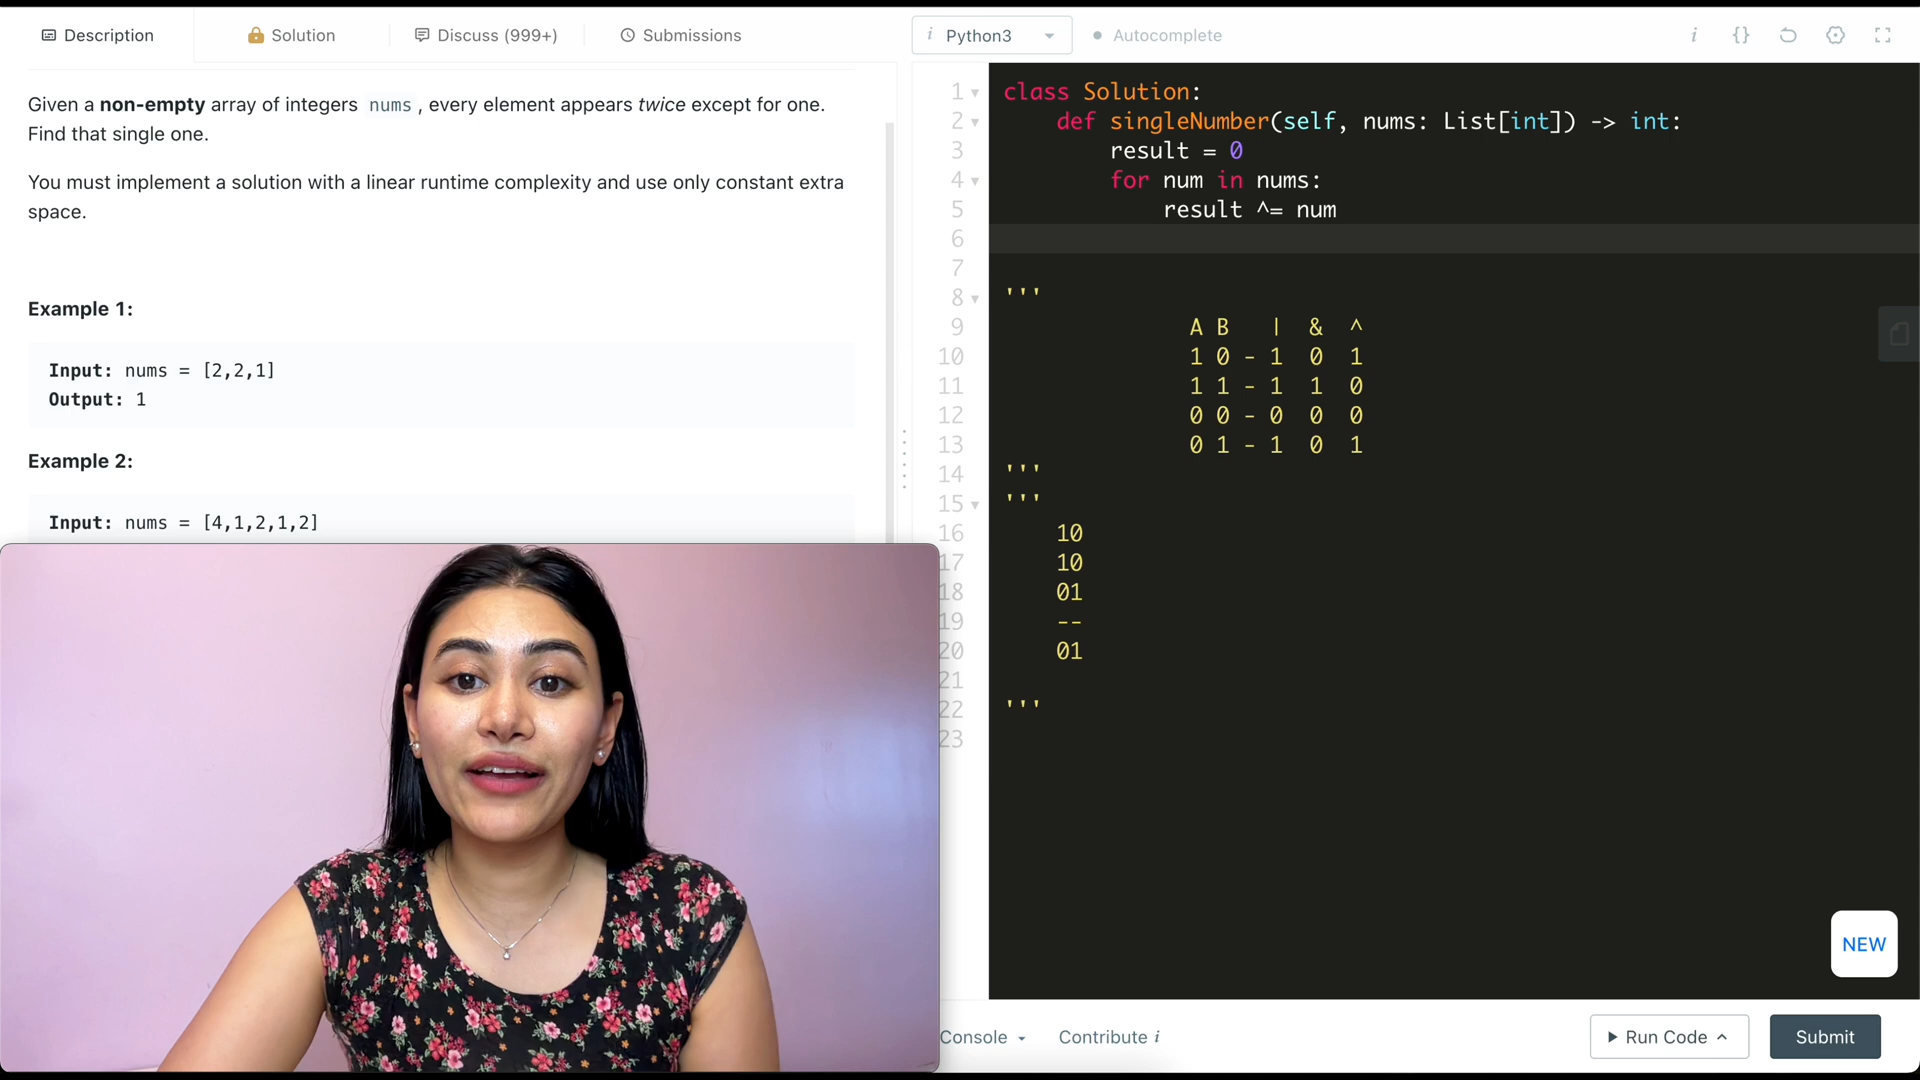 Description
Solution
Discuss (999+)
Submissions
i Python3
Autocomplete
i {}
Given a non-empty array of integers nums , every element appears twice except for one.
Find that single one.
You must implement a solution with a linear runtime complexity and use only constant extra
space.
Example 1:
Input: nums = [2,2,1]
Output: 1
Example 2:
Input: nums = [4,1,2,1,2]
1 class Solution:
2 def singleNumber(self, nums: List[int]) -> int:
3 result = 0
4 for num in nums:
5 result ^= num
6
7
8 '''
9 A B | & ^
10 1 0 - 1 0 1
11 1 1 - 1 1 0
12 0 0 - 0 0 0
13 0 1 - 1 0 1
14 '''
15 '''
16 10
17 10
18 01
19 --
20 01
21
22 '''
23
NEW
Console
Contribute i
Run Code
Submit